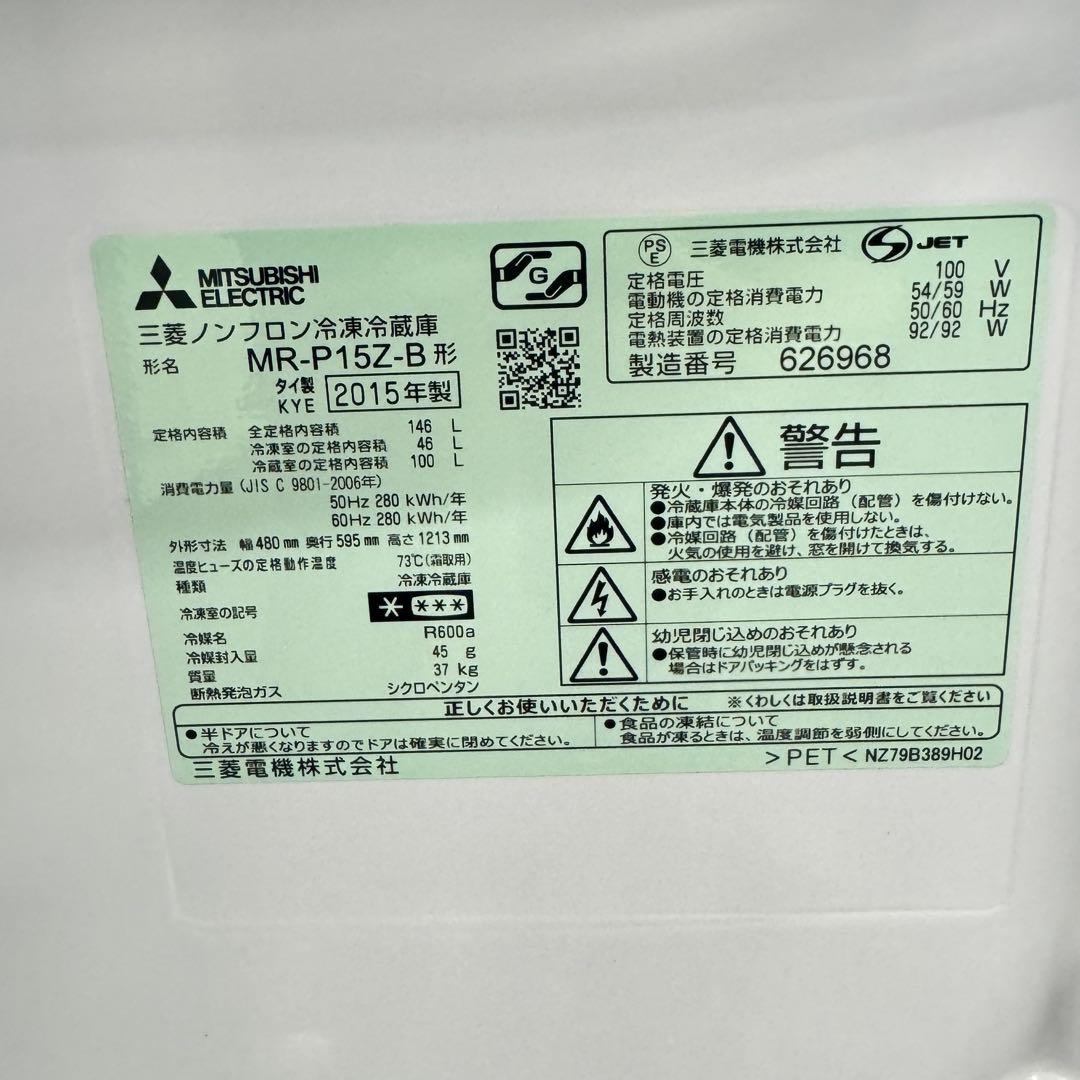 MITSUBISHI
ELECTRIC
三菱ノンフロン冷凍冷蔵庫
形名 MR-P15Z-B 形
タイ製
KYE 2015年製
定格内容積 全定格内容積 146 L
冷凍室の定格内容積 46 L
冷蔵室の定格内容積 100 L
消費電力量 (JIS C 9801-2006年)
50Hz 280 kWh/年
60Hz 280 kWh/年
外形寸法 幅 480 mm 奥行 595 mm 高さ 1213 mm
温度ヒューズの定格動作温度 73℃(霜取用)
種類 冷凍冷蔵庫
冷凍室の記号 * ***
冷媒名 R600a
冷媒封入量 45 g
質量 37 kg
断熱発泡ガス シクロペンタン
G
PS
E
三菱電機株式会社
S JET
定格電圧 100 V
電動機の定格消費電力 54/59 W
定格周波数 50/60 Hz
電熱装置の定格消費電力 92/92 W
製造番号 626968
警告
発火・爆発のおそれあり
●冷蔵庫本体の冷媒回路(配管)を傷付けない。
●庫内では電気製品を使用しない。
●冷媒回路(配管)を傷付けたときは、
火気の使用を避け、窓を開けて換気する。
感電のおそれあり
●お手入れのときは電源プラグを抜く。
幼児閉じ込めのおそれあり
●保管時に幼児閉じ込めが懸念される
場合はドアパッキングをはずす。
正しくお使いいただくために ※くわしくは取扱説明書をご覧ください
●半ドアについて
冷えが悪くなりますのでドアは確実に閉めてください。
●食品の凍結について
食品が凍るときは、温度調節を弱側にしてください。
三菱電機株式会社
>PET< NZ79B389H02